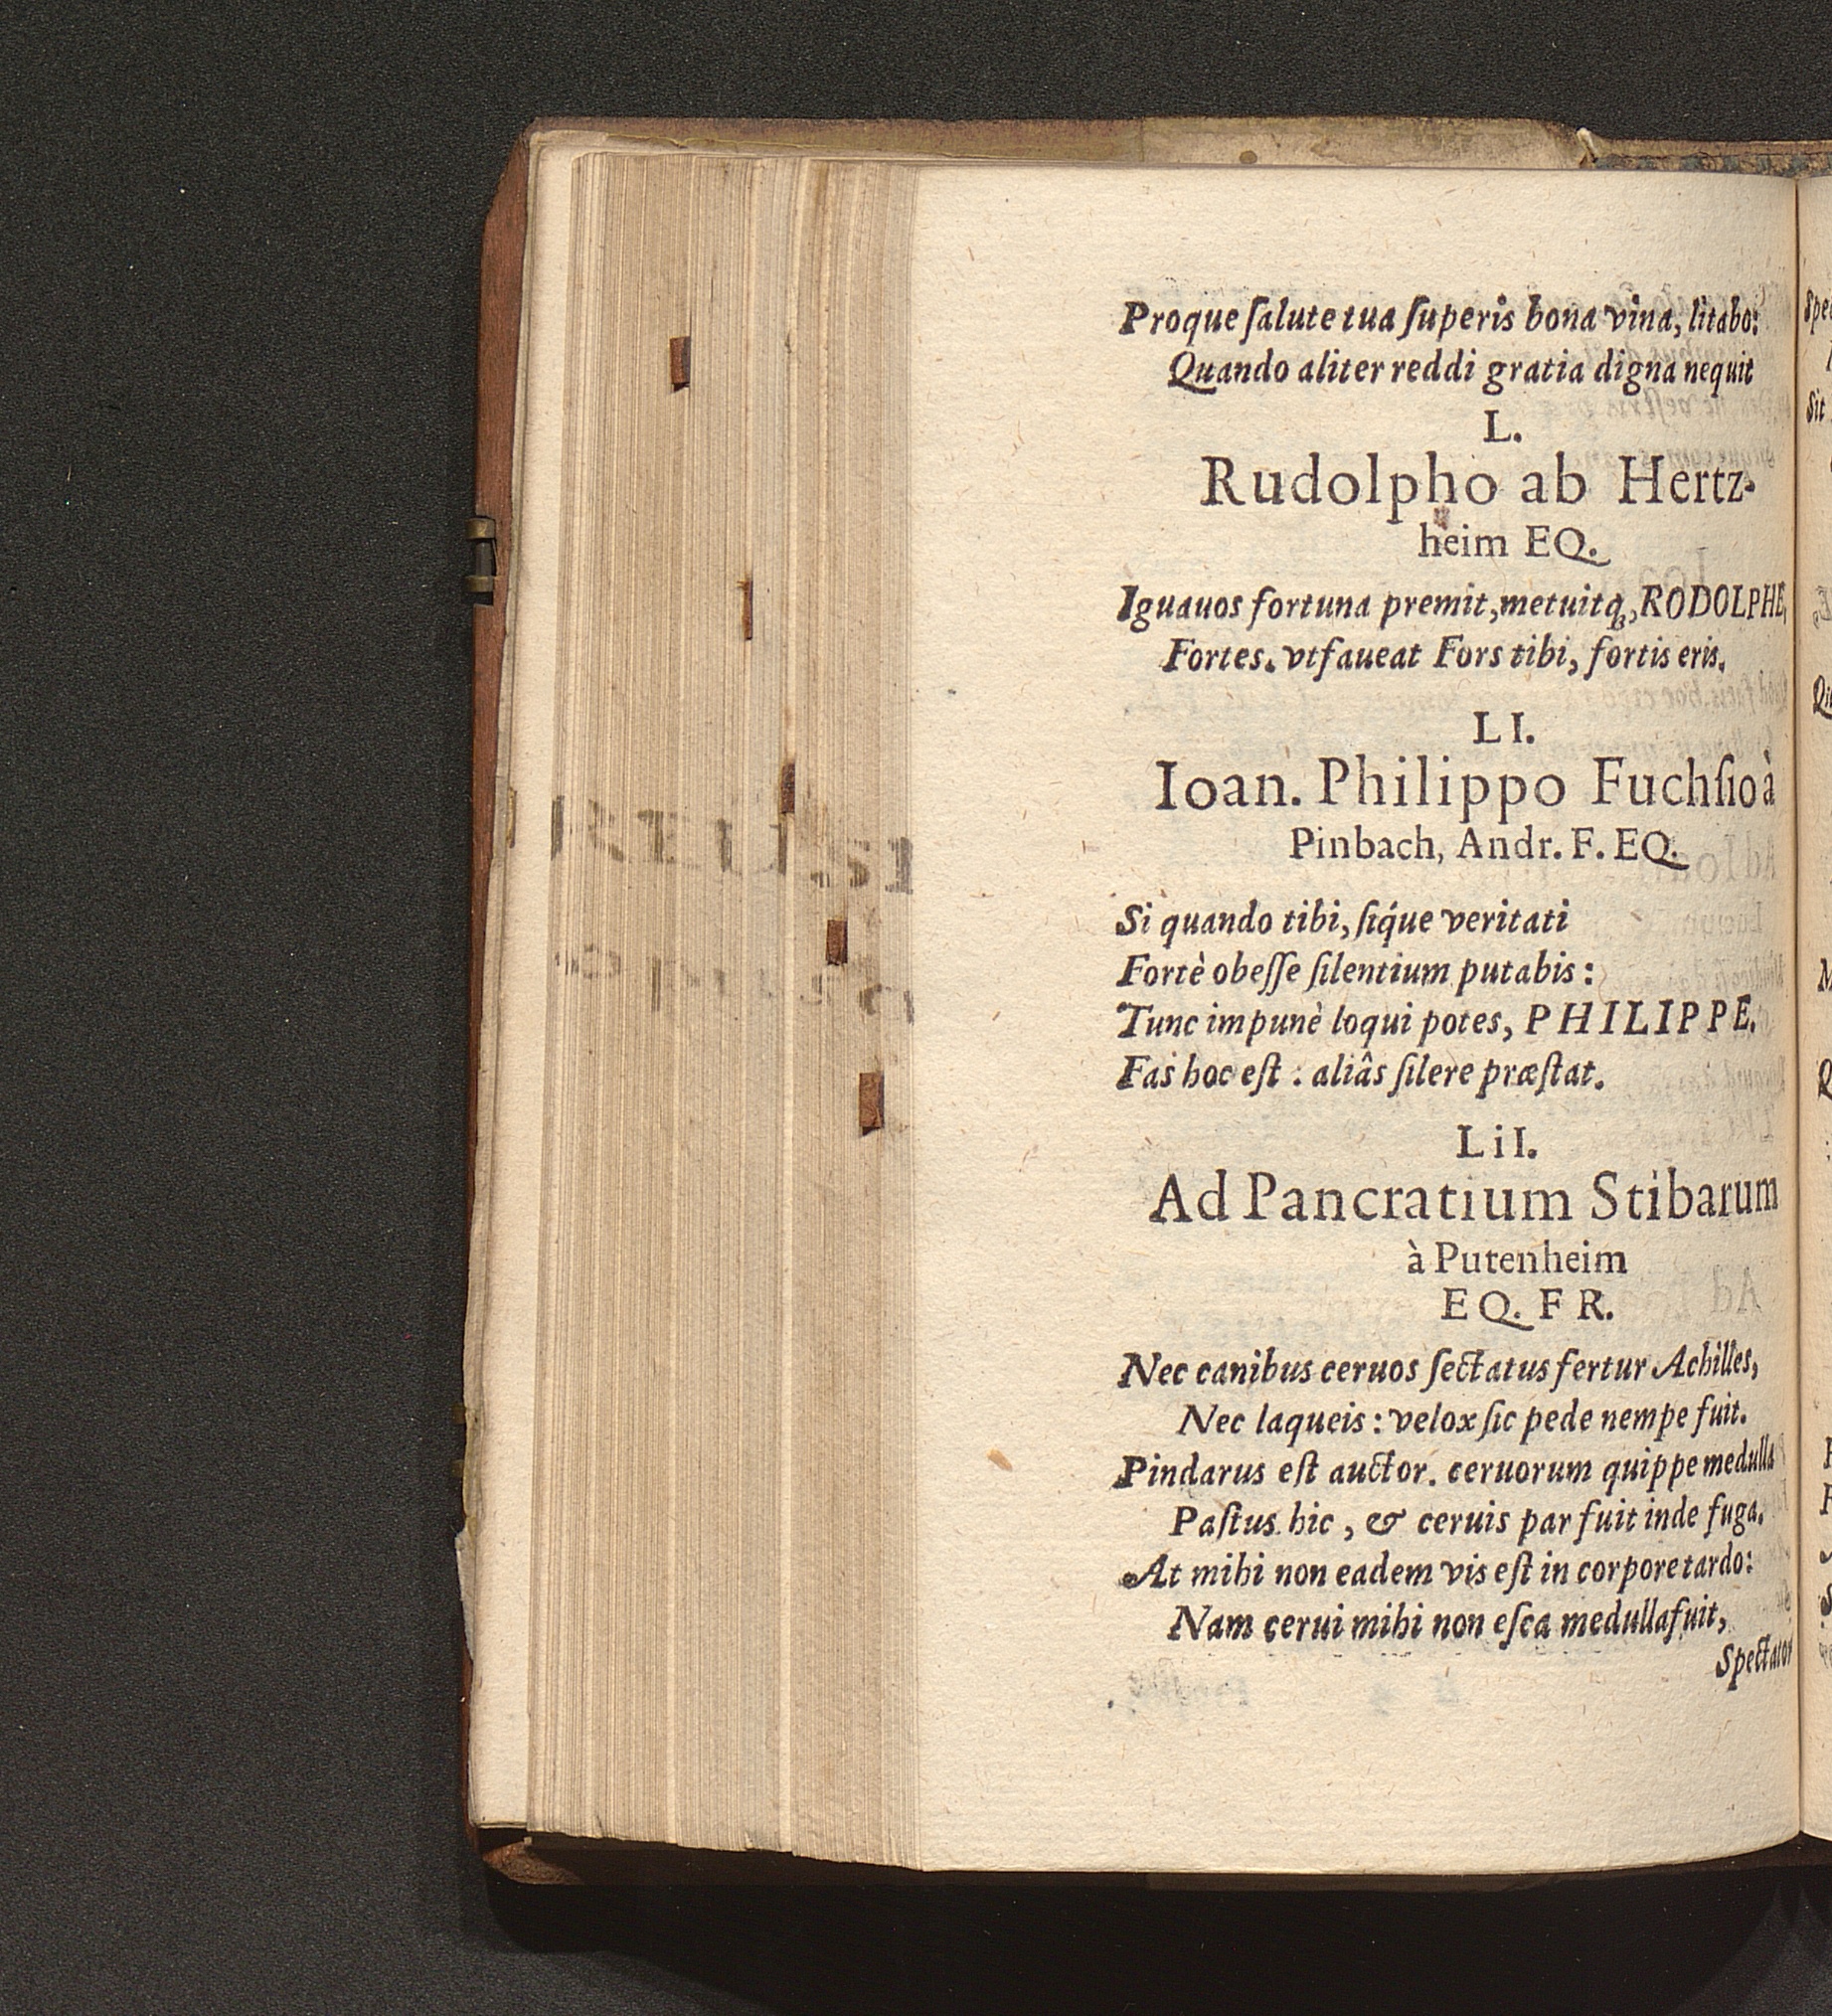 Proque ſalute tua ſuperis bona vina, litabo:
Quando aliter reddi gratia digna nequit
L.
Rudolpho ab Hertz-
heim EQ.
Iguauos fortuna premit, metuitqꝫ, RODOLPHE,
Fortes. vt faueat Fors tibi, fortis eris.
LI.
Ioan. Philippo Fuchſio à
Pinbach, Andr. F. EQ.
Si quando tibi, ſiq́ue veritati
Fortè obeſſe ſilentium putabis:
Tunc impunè loqui potes, PHILIPPE.
Fas hoc eſt: aliâs ſilere præſtat.
LiI.
Ad Pancratium Stibarum
à Putenheim
EQ. FR.
Nec canibus ceruos ſectatus fertur Achilles,
Nec laqueis: velox ſic pede nempe fuit.
Pindarus eſt auctor. ceruorum quippe medulla
Paſtus hic, & ceruis par fuit inde fuga.
At mihi non eadem vis eſt in corpore tardo:
Nam cerui mihi non eſca medulla fuit,
Spectator